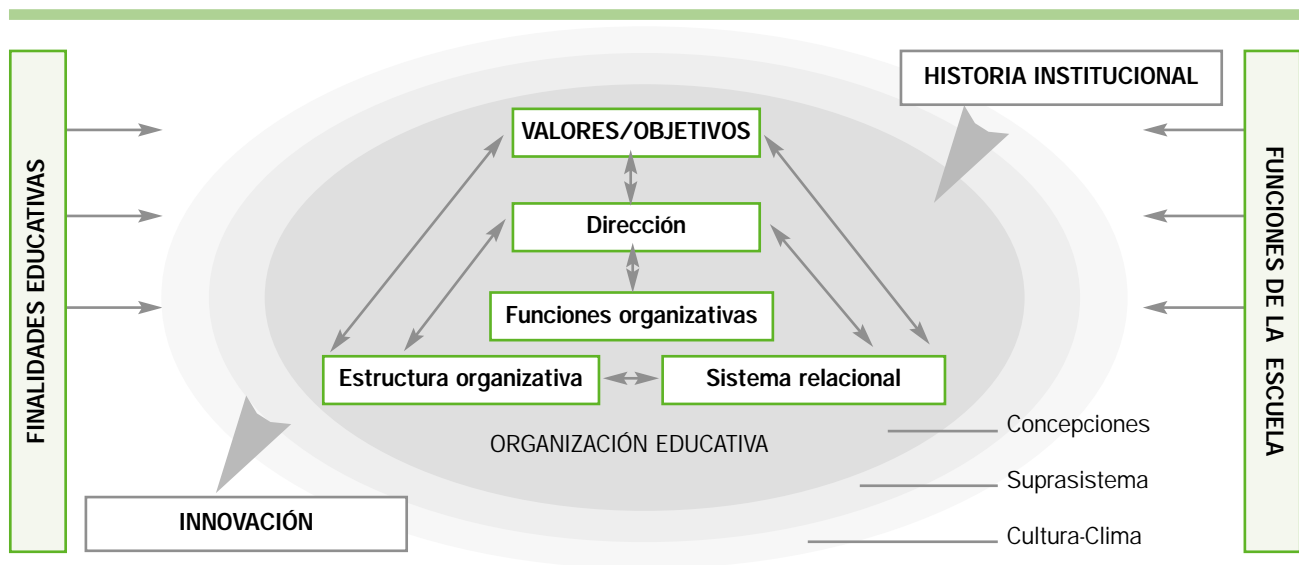 FINALIDADES EDUCATIVAS
HISTORIA INSTITUCIONAL
VALORES/OBJETIVOS
Dirección
Funciones organizativas
Estructura organizativa
Sistema relacional
ORGANIZACIÓN EDUCATIVA
Concepciones
Suprasistema
Cultura-Clima
INNOVACIÓN
FUNCIONES DE LA ESCUELA